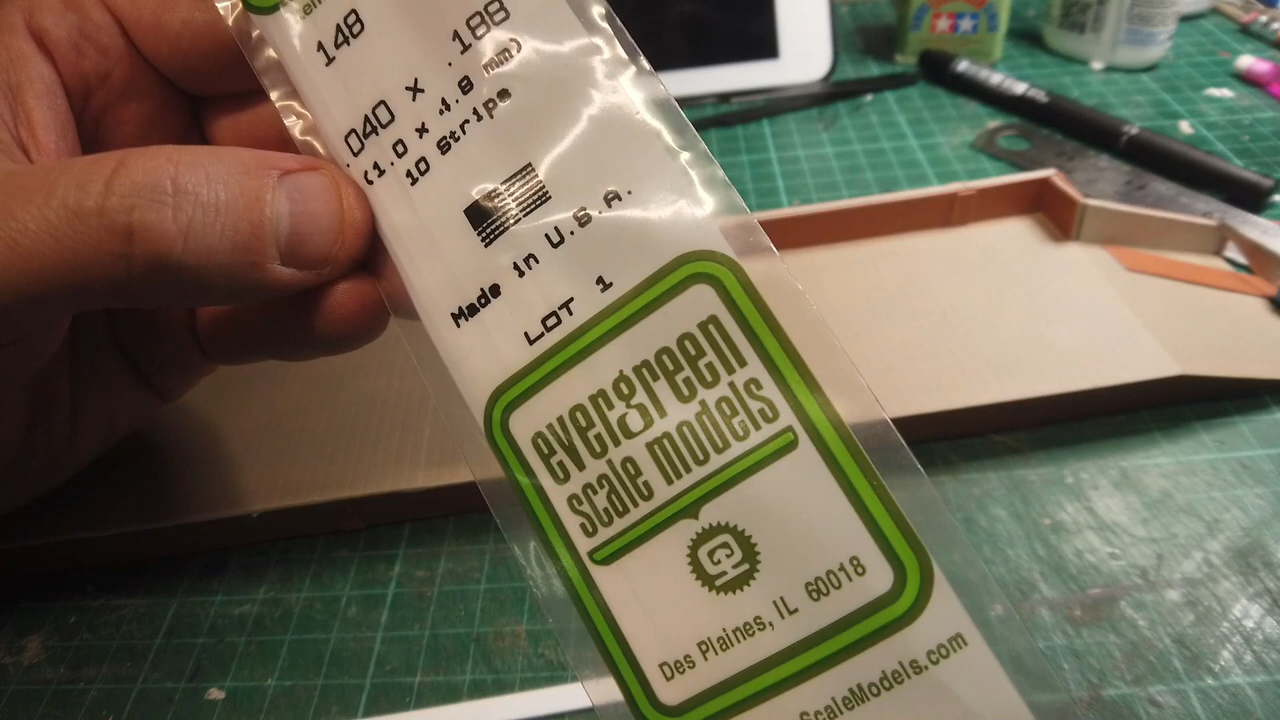 148
.040 x .188
(1.0 x 4.8 mm)
10 Strips
Made in U.S.A.
LOT 1
evergreen
scale models
Des Plaines, IL 60018
ScaleModels.com